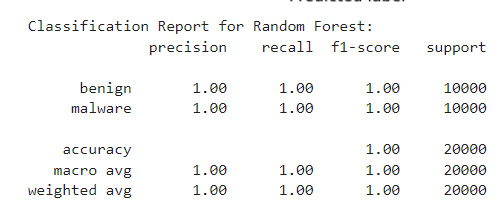 Classification Report for Random Forest:
precision recall f1-score support
benign 1.00 1.00 1.00 10000
malware 1.00 1.00 1.00 10000
accuracy 1.00 20000
macro avg 1.00 1.00 1.00 20000
weighted avg 1.00 1.00 1.00 20000